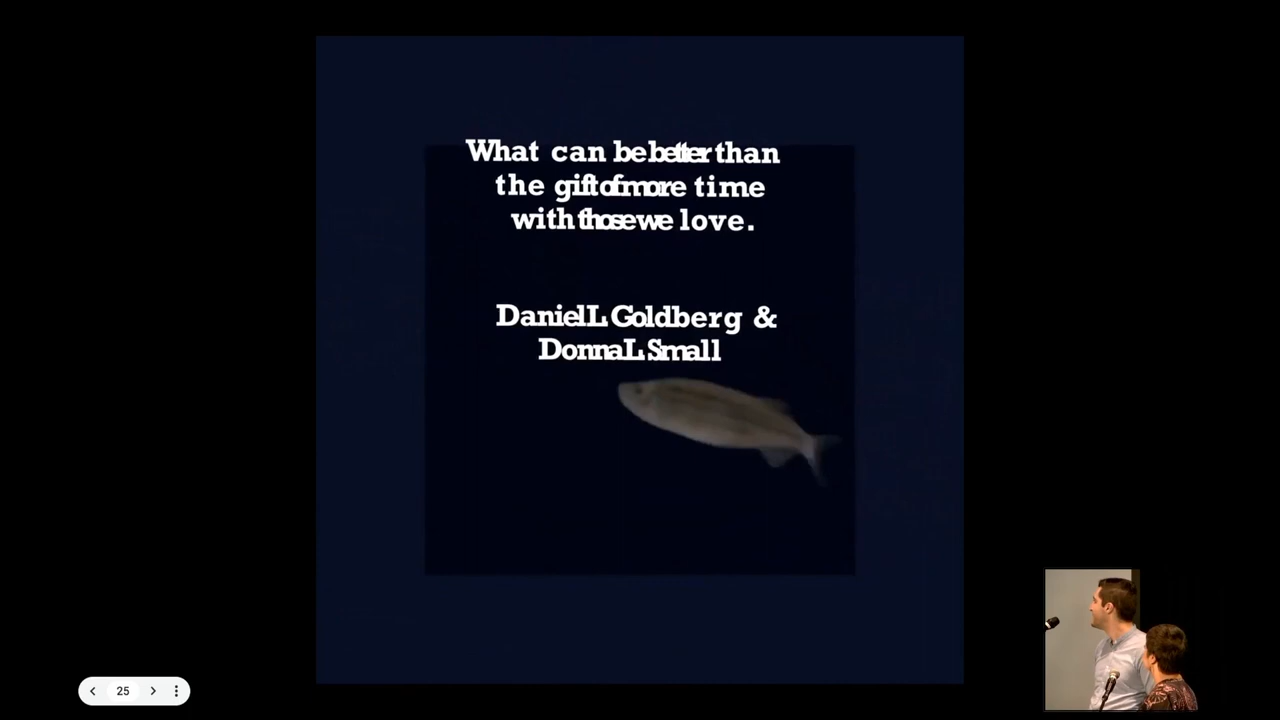 What can be better than
the gift of more time
with those we love.
Daniel L. Goldberg &
Donna L. Small
25